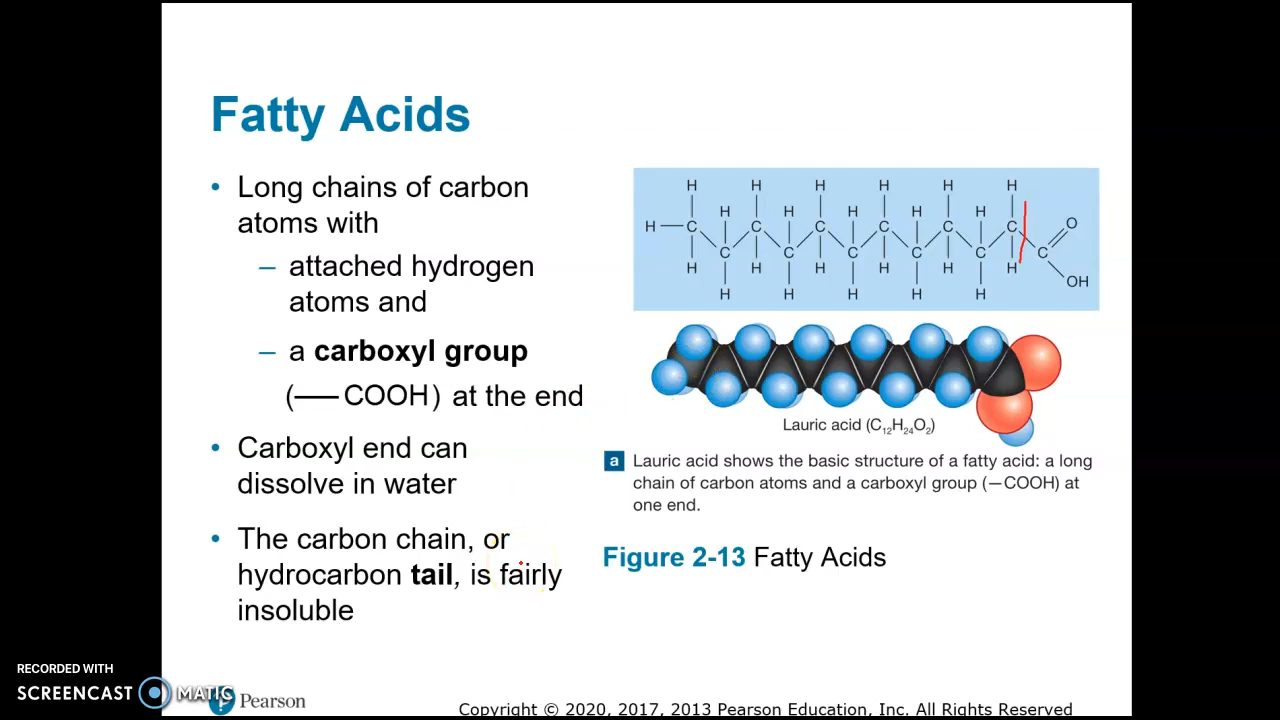 Fatty Acids
• Long chains of carbon
atoms with
– attached hydrogen
atoms and
– a carboxyl group
(—COOH) at the end
• Carboxyl end can
dissolve in water
• The carbon chain, or
hydrocarbon tail, is fairly
insoluble
H H H H H H
H H H H H
H C C C C C C O
C C C C C C
H H H H H H OH
H H H H H
Lauric acid (C₁₂H₂₄O₂)
a Lauric acid shows the basic structure of a fatty acid: a long
chain of carbon atoms and a carboxyl group (—COOH) at
one end.
Figure 2-13 Fatty Acids
RECORDED WITH
SCREENCAST MATIC
P Pearson
Copyright © 2020, 2017, 2013 Pearson Education, Inc. All Rights Reserved